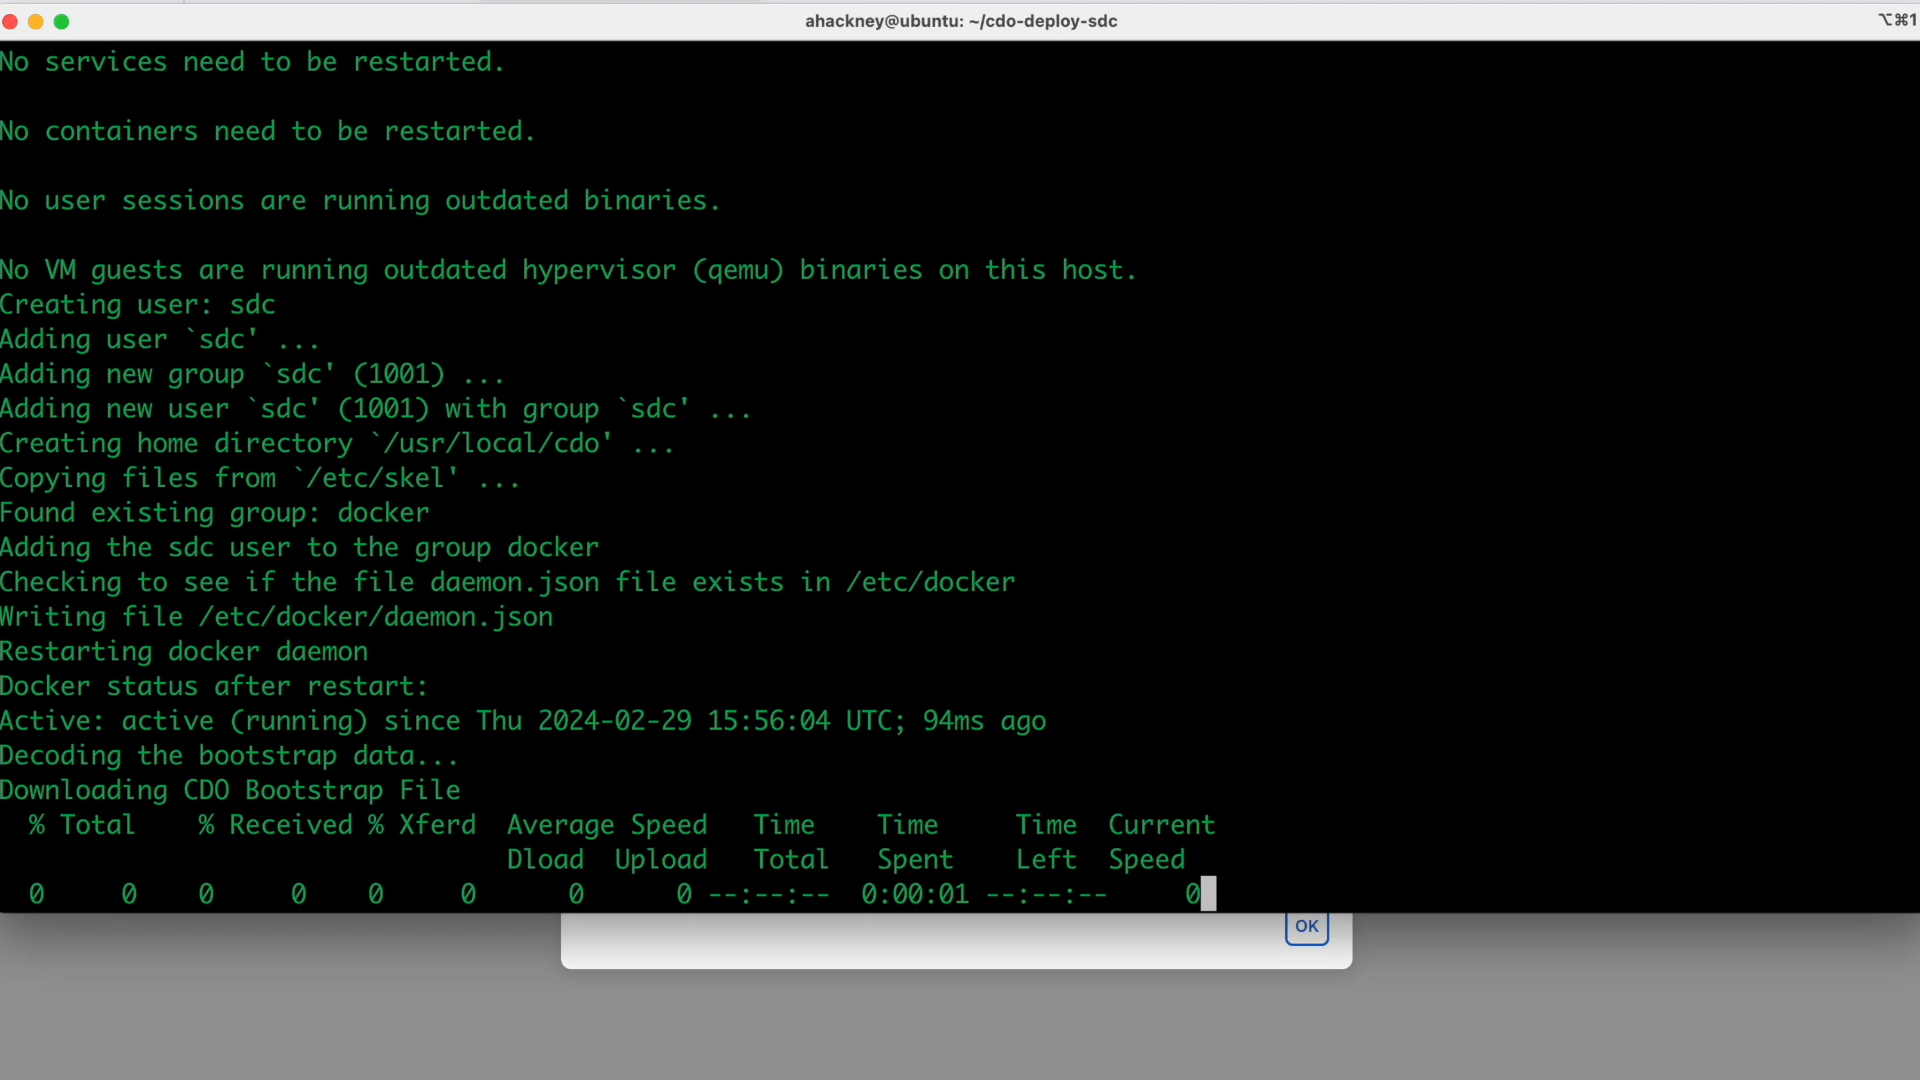 ahackney@ubuntu: ~/cdo-deploy-sdc
⌥⌘1
No services need to be restarted.
No containers need to be restarted.
No user sessions are running outdated binaries.
No VM guests are running outdated hypervisor (qemu) binaries on this host.
Creating user: sdc
Adding user `sdc' ...
Adding new group `sdc' (1001) ...
Adding new user `sdc' (1001) with group `sdc' ...
Creating home directory `/usr/local/cdo' ...
Copying files from `/etc/skel' ...
Found existing group: docker
Adding the sdc user to the group docker
Checking to see if the file daemon.json file exists in /etc/docker
Writing file /etc/docker/daemon.json
Restarting docker daemon
Docker status after restart:
Active: active (running) since Thu 2024-02-29 15:56:04 UTC; 94ms ago
Decoding the bootstrap data...
Downloading CDO Bootstrap File
% Total % Received % Xferd Average Speed Time Time Time Current
Dload Upload Total Spent Left Speed
0 0 0 0 0 0 0 0 --:--:-- 0:00:01 --:--:-- 0
OK